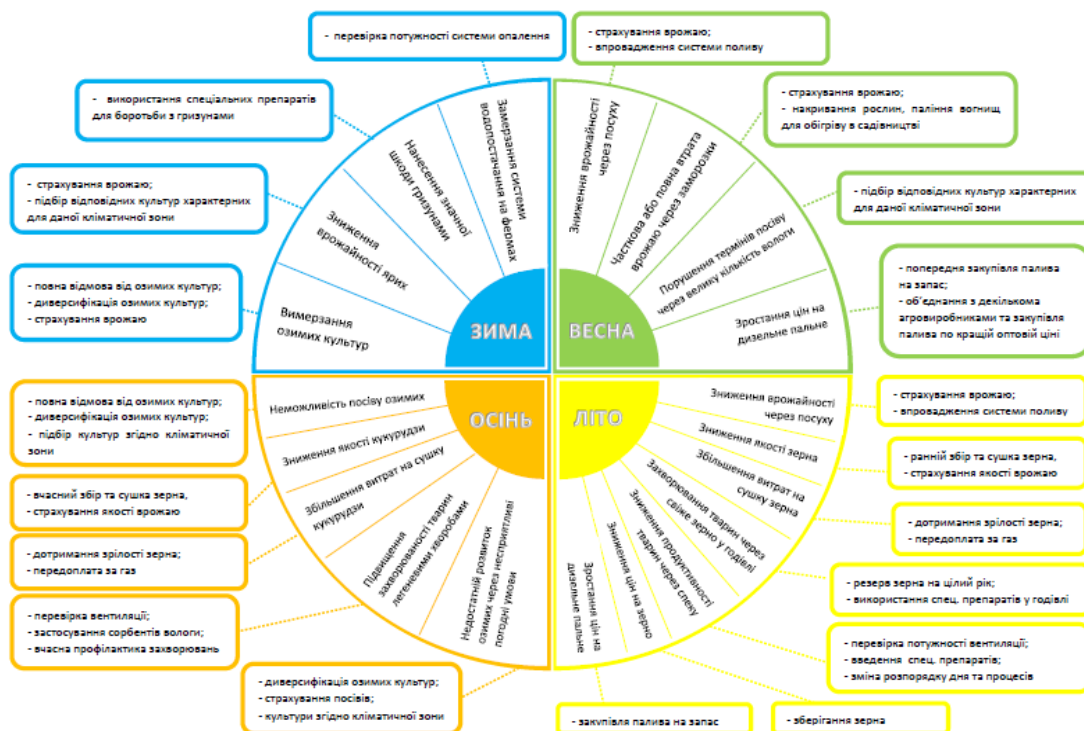 - перевірка потужності системи опалення
- використання спеціальних препаратів
для боротьби з гризунами
- страхування врожаю;
- підбір відповідних культур характерних
для даної кліматичної зони
- повна відмова від озимих культур;
- диверсифікація озимих культур;
- страхування врожаю
Замерзання системи
водопостачання на фермах
Нанесення значної
шкоди гризунами
Зниження
врожайності ярих
Вимерзання
озимих культур
ЗИМА
- страхування врожаю;
- впровадження системи поливу
- страхування врожаю;
- накривання рослин, паління вогнищ
для обігріву в садівництві
- підбір відповідних культур характерних
для даної кліматичної зони
- попередня закупівля палива
на запас;
- об'єднання з декількома
агровиробниками та закупівля
палива по кращій оптовій ціні
Зниження врожайності
через посуху
Часткова або повна втрата
врожаю через заморозки
Порушення термінів посіву
через велику кількість вологи
Зростання цін на
дизельне пальне
ВЕСНА
- повна відмова від озимих культур;
- диверсифікація озимих культур;
- підбір культур згідно кліматичної
зони
- вчасний збір та сушка зерна,
- страхування якості врожаю
- дотримання зрілості зерна;
- передоплата за газ
- перевірка вентиляції;
- застосування сорбентів вологи;
- вчасна профілактика захворювань
- диверсифікація озимих культур;
- страхування посівів;
- культури згідно кліматичної зони
Неможливість посіву озимих
Зниження якості кукурудзи
Збільшення витрат на сушку
кукурудзи
Підвищення
захворюваності тварин
легеневими хворобами
Недостатній розвиток
озимих через несприятливі
погодні умови
ОСІНЬ
ЛІТО
Зниження врожайності
через посуху
Зниження якості зерна
Збільшення витрат на
сушку зерна
Захворювання тварин через
свіже зерно у годівлі
Зниження продуктивності
тварин через спеку
Зниження цін на зерно
Зростання цін на
дизельне пальне
- страхування врожаю;
- впровадження системи поливу
- ранній збір та сушка зерна,
- страхування якості врожаю
- дотримання зрілості зерна;
- передоплата за газ
- резерв зерна на цілий рік;
- використання спец. препаратів у годівлі
- перевірка потужності вентиляції;
- введення спец. препаратів;
- зміна розпорядку дня та процесів
- закупівля палива на запас
- зберігання зерна